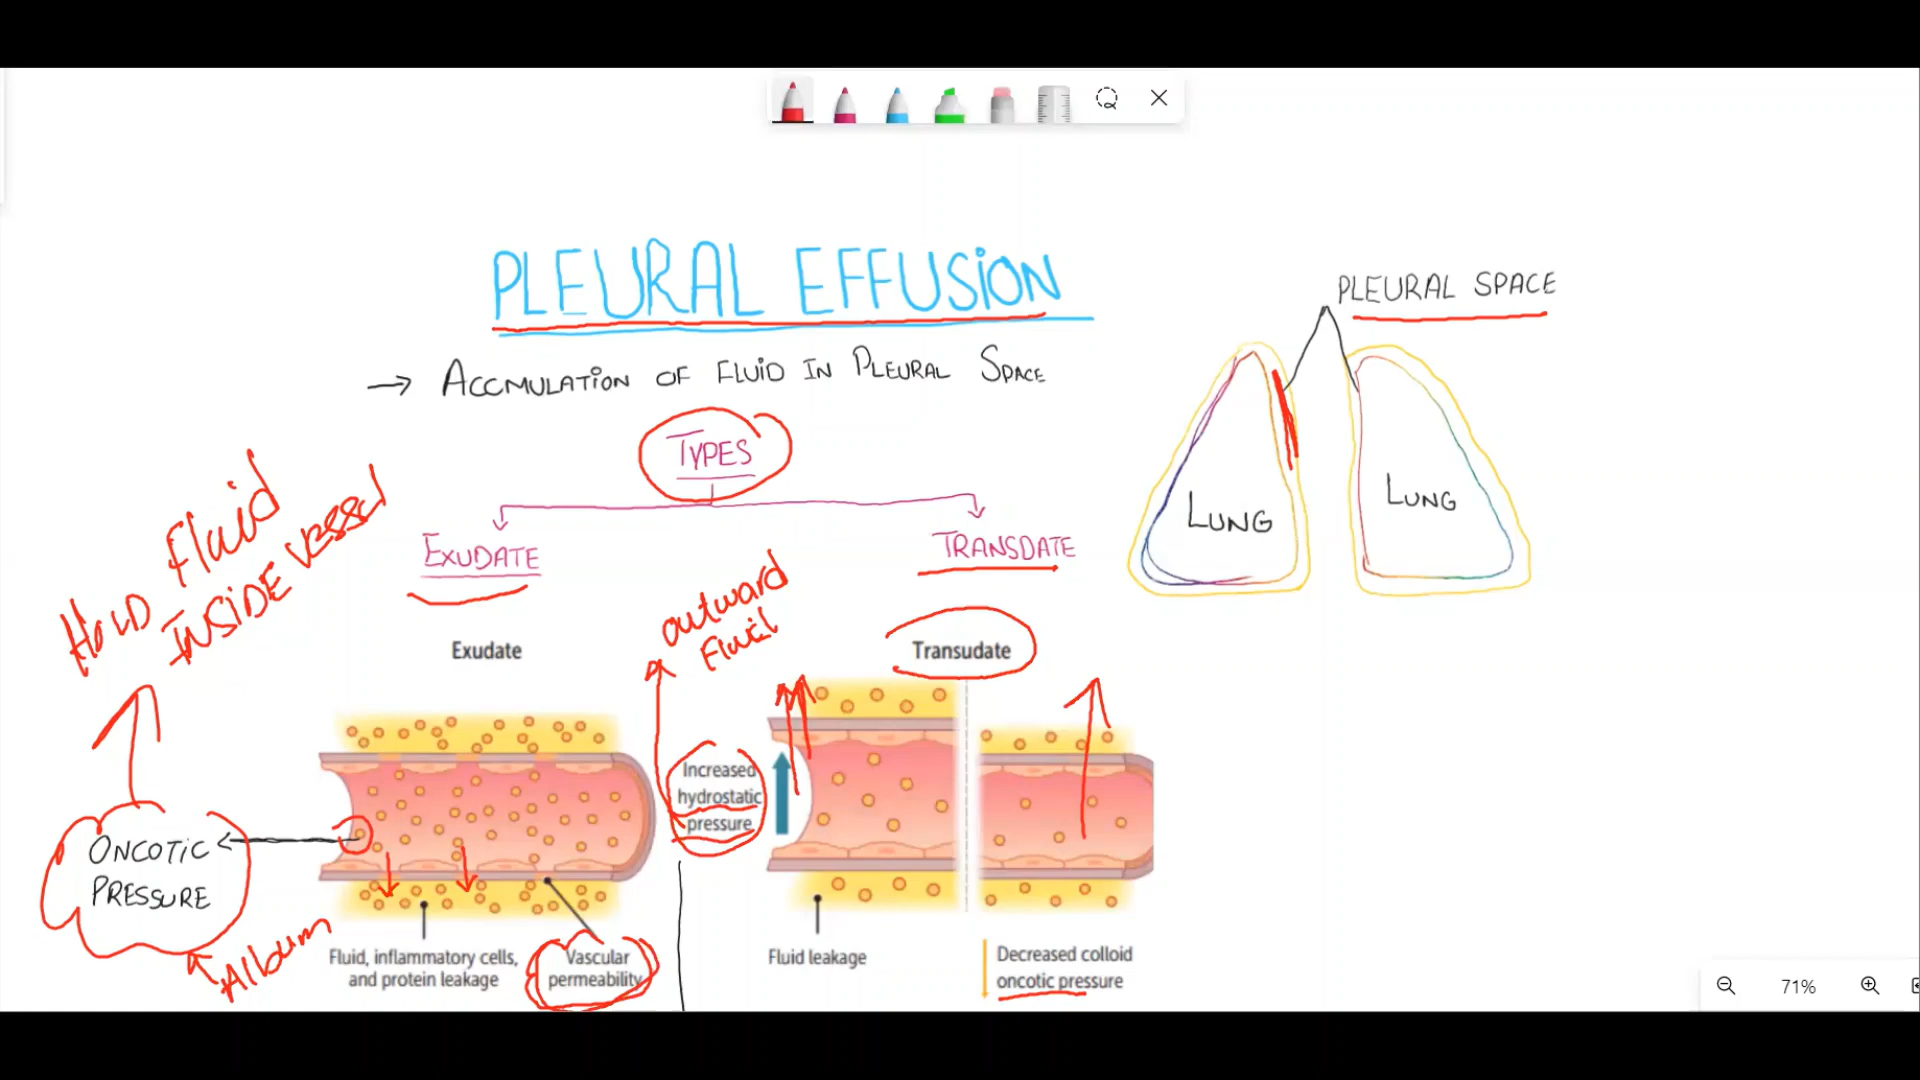 PLEURAL EFFUSION
→ ACCMULATION OF FLUID IN PLEURAL SPACE
PLEURAL SPACE
TYPES
EXUDATE
TRANSDATE
LUNG
LUNG
HOLD Fluid
INSIDE vessel
outward
Fluid
Exudate
Transudate
Increased
hydrostatic
pressure
ONCOTIC
PRESSURE
Album
Fluid, inflammatory cells,
and protein leakage
Vascular
permeability
Fluid leakage
Decreased colloid
oncotic pressure
71%